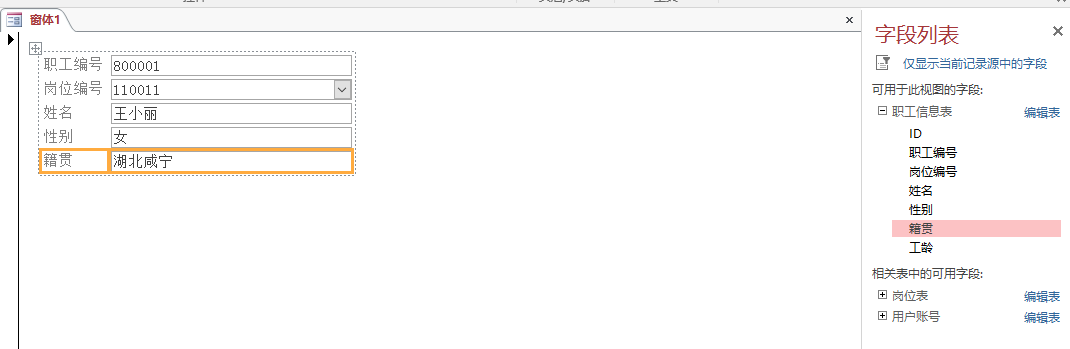 窗体1
职工编号 800001
岗位编号 110011
姓名 王小丽
性别 女
籍贯 湖北咸宁
字段列表
仅显示当前记录源中的字段
可用于此视图的字段:
职工信息表 编辑表
ID
职工编号
岗位编号
姓名
性别
籍贯
工龄
相关表中的可用字段:
岗位表 编辑表
用户账号 编辑表